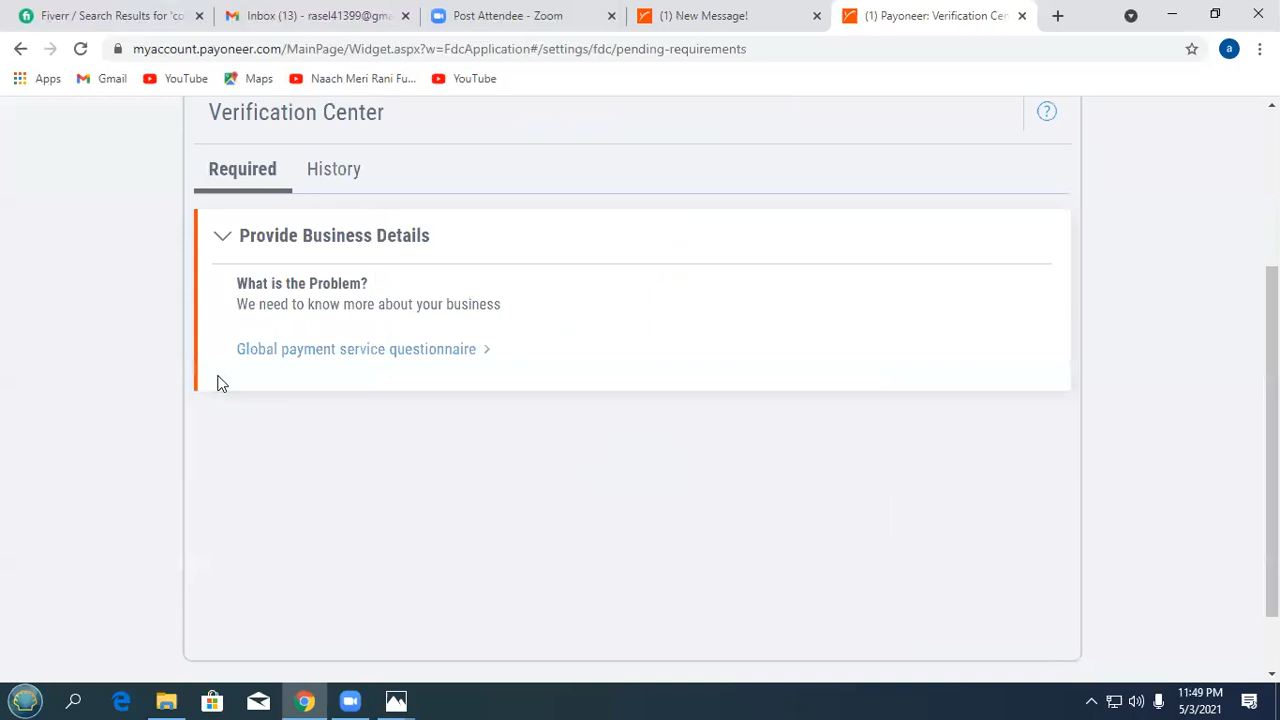 Fiverr / Search Results for 'co
Inbox (13) - rasel41399@gma
Post Attendee - Zoom
(1) New Message!
(1) Payoneer: Verification Cen
myaccount.payoneer.com/MainPage/Widget.aspx?w=FdcApplication#/settings/fdc/pending-requirements
a
Apps
Gmail
YouTube
Maps
Naach Meri Rani Fu...
YouTube
Verification Center
?
Required
History
Provide Business Details
What is the Problem?
We need to know more about your business
Global payment service questionnaire >
11:49 PM
5/3/2021